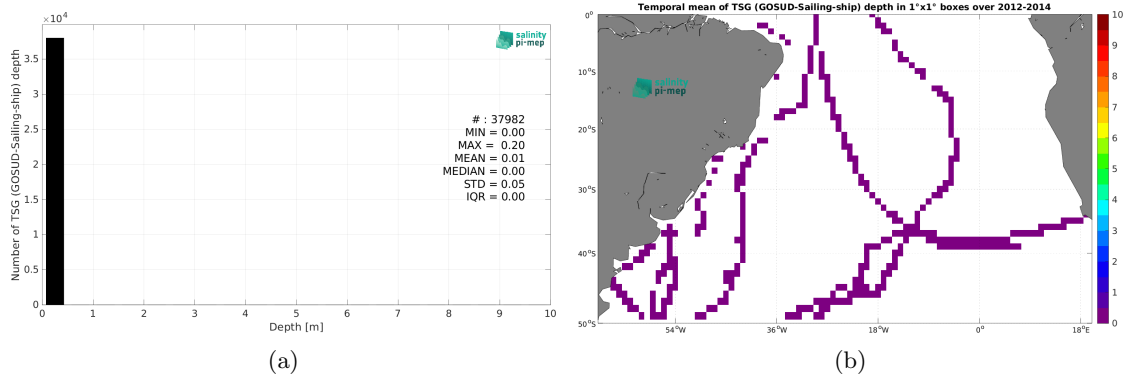 ×10⁴
3.5
3
2.5
2
1.5
1
0.5
0
Number of TSG (GOSUD-Sailing-ship) depth
0 1 2 3 4 5 6 7 8 9 10
Depth [m]
salinity
pi-mep
# : 37982
MIN = 0.00
MAX = 0.20
MEAN = 0.01
MEDIAN = 0.00
STD = 0.05
IQR = 0.00
(a)
Temporal mean of TSG (GOSUD-Sailing-ship) depth in 1°x1° boxes over 2012-2014
0°
10°S
20°S
30°S
40°S
50°S
54°W 36°W 18°W 0° 18°E
salinity
pi-mep
10
9
8
7
6
5
4
3
2
1
0
(b)